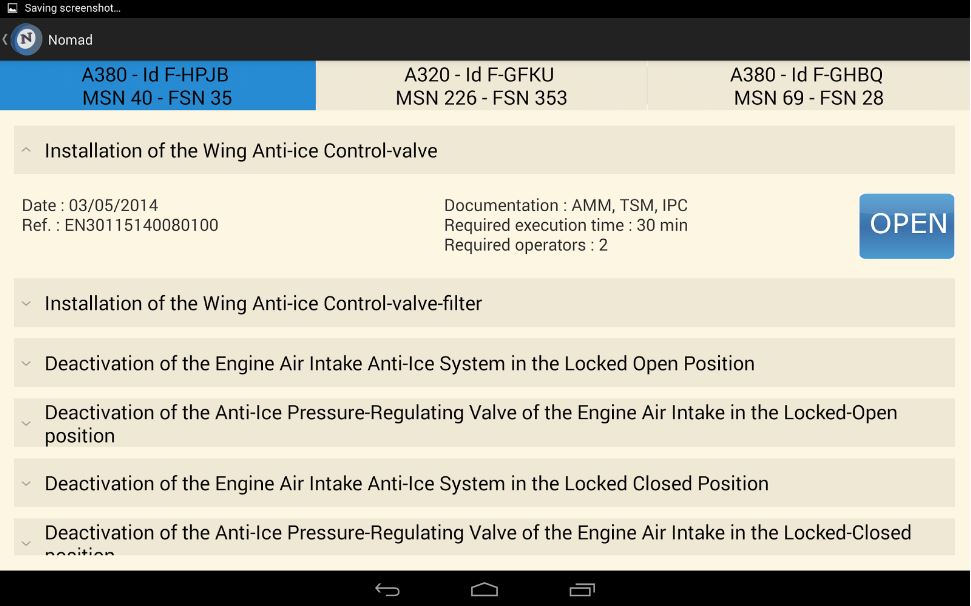 Saving screenshot...
N
Nomad
A380 - Id F-HPJB
MSN 40 - FSN 35
A320 - Id F-GFKU
MSN 226 - FSN 353
A380 - Id F-GHBQ
MSN 69 - FSN 28
Installation of the Wing Anti-ice Control-valve
Date : 03/05/2014
Ref. : EN30115140080100
Documentation : AMM, TSM, IPC
Required execution time : 30 min
Required operators : 2
OPEN
Installation of the Wing Anti-ice Control-valve-filter
Deactivation of the Engine Air Intake Anti-Ice System in the Locked Open Position
Deactivation of the Anti-Ice Pressure-Regulating Valve of the Engine Air Intake in the Locked-Open
position
Deactivation of the Engine Air Intake Anti-Ice System in the Locked Closed Position
Deactivation of the Anti-Ice Pressure-Regulating Valve of the Engine Air Intake in the Locked-Closed
position